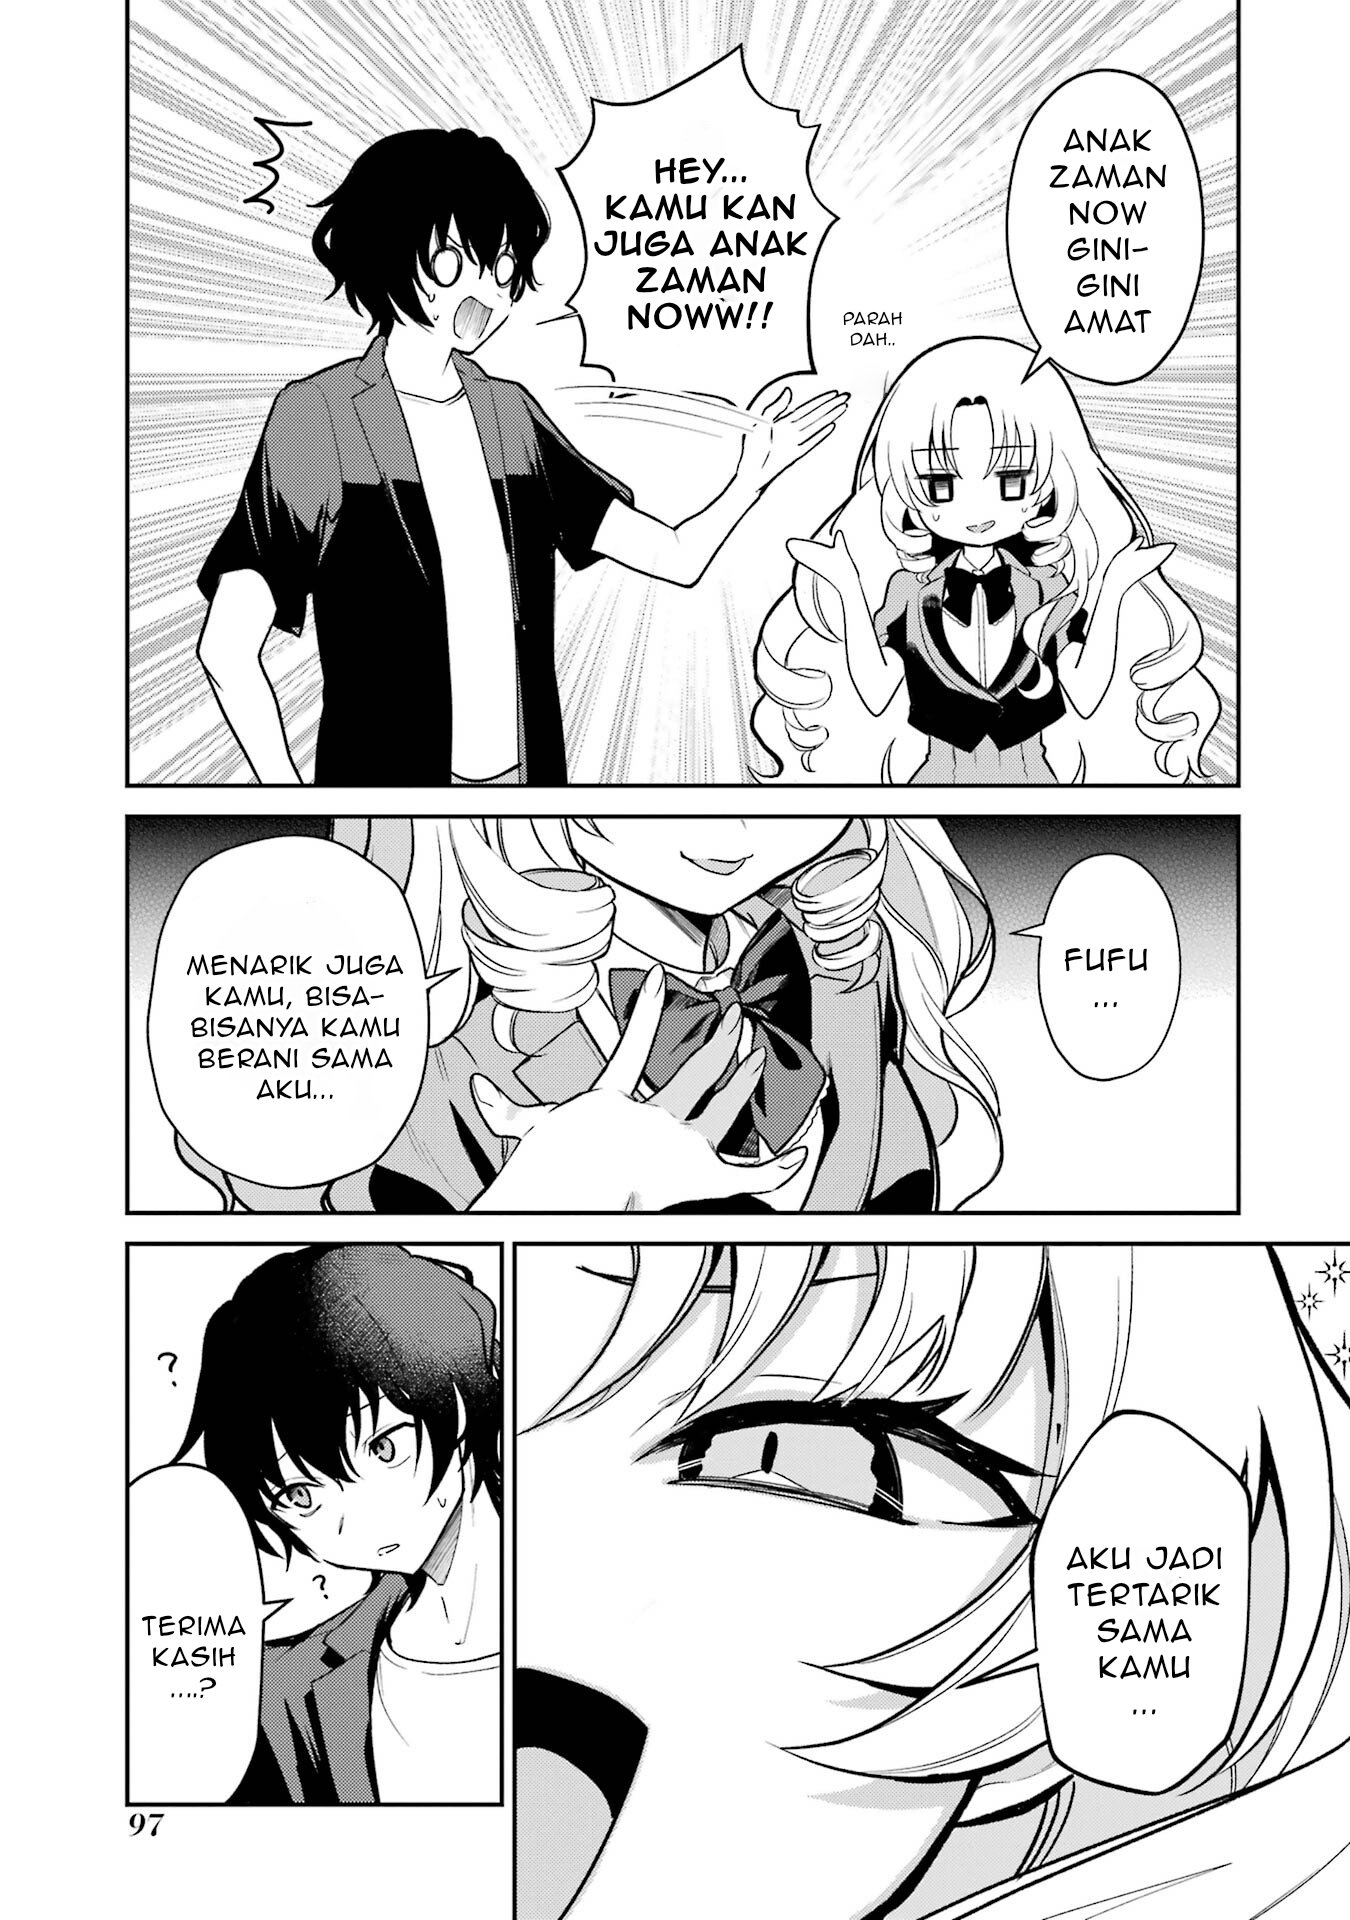 ANAK
ZAMAN
NOW
GINI-
GINI
AMAT
PARAH
DAH..
HEY...
KAMU KAN
JUGA ANAK
ZAMAN
NOWW!!
FUFU
...
MENARIK JUGA
KAMU, BISA-
BISANYA KAMU
BERANI SAMA
AKU...
AKU JADI
TERTARIK
SAMA
KAMU
...
?
?
TERIMA
KASIH
....?
97